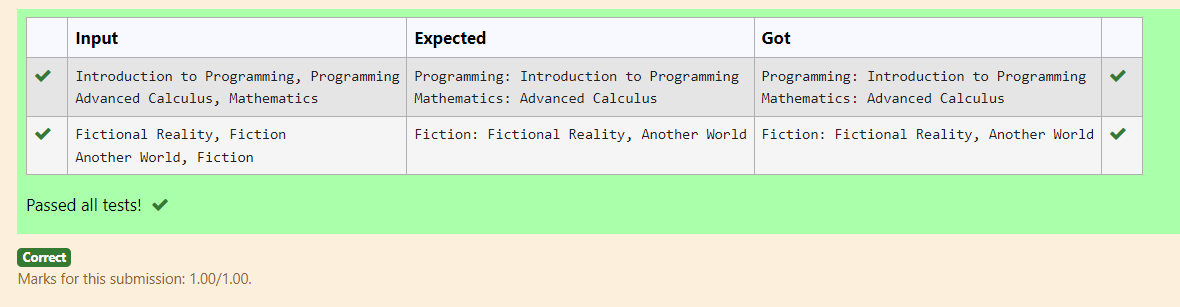 Input Expected Got
Introduction to Programming, Programming Programming: Introduction to Programming Programming: Introduction to Programming
Advanced Calculus, Mathematics Mathematics: Advanced Calculus Mathematics: Advanced Calculus
Fictional Reality, Fiction Fiction: Fictional Reality, Another World Fiction: Fictional Reality, Another World
Another World, Fiction
Passed all tests!
Correct
Marks for this submission: 1.00/1.00.